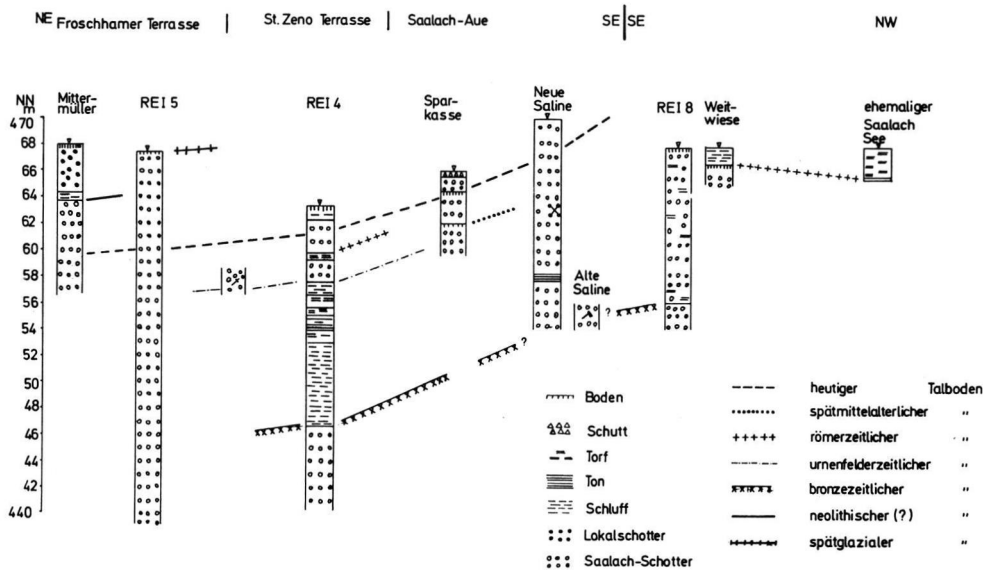 NE Froschhamer Terrasse | St. Zeno Terrasse | Saalach-Aue SE | SE NW
NN
m
Mitter-
müller
REI 5
REI 4
Spar-
kasse
Neue
Saline
REI 8
Weit-
wiese
ehemaliger
Saalach
See
470
68
66
64
62
60
58
56
54
52
50
48
46
44
42
440
Alte
Saline
?
?
Boden
Schutt
Torf
Ton
Schluff
Lokalschotter
Saalach-Schotter
heutiger Talboden
spätmittelalterlicher "
römerzeitlicher "
urnenfelderzeitlicher "
bronzezeitlicher "
neolithischer (?) "
spätglazialer "